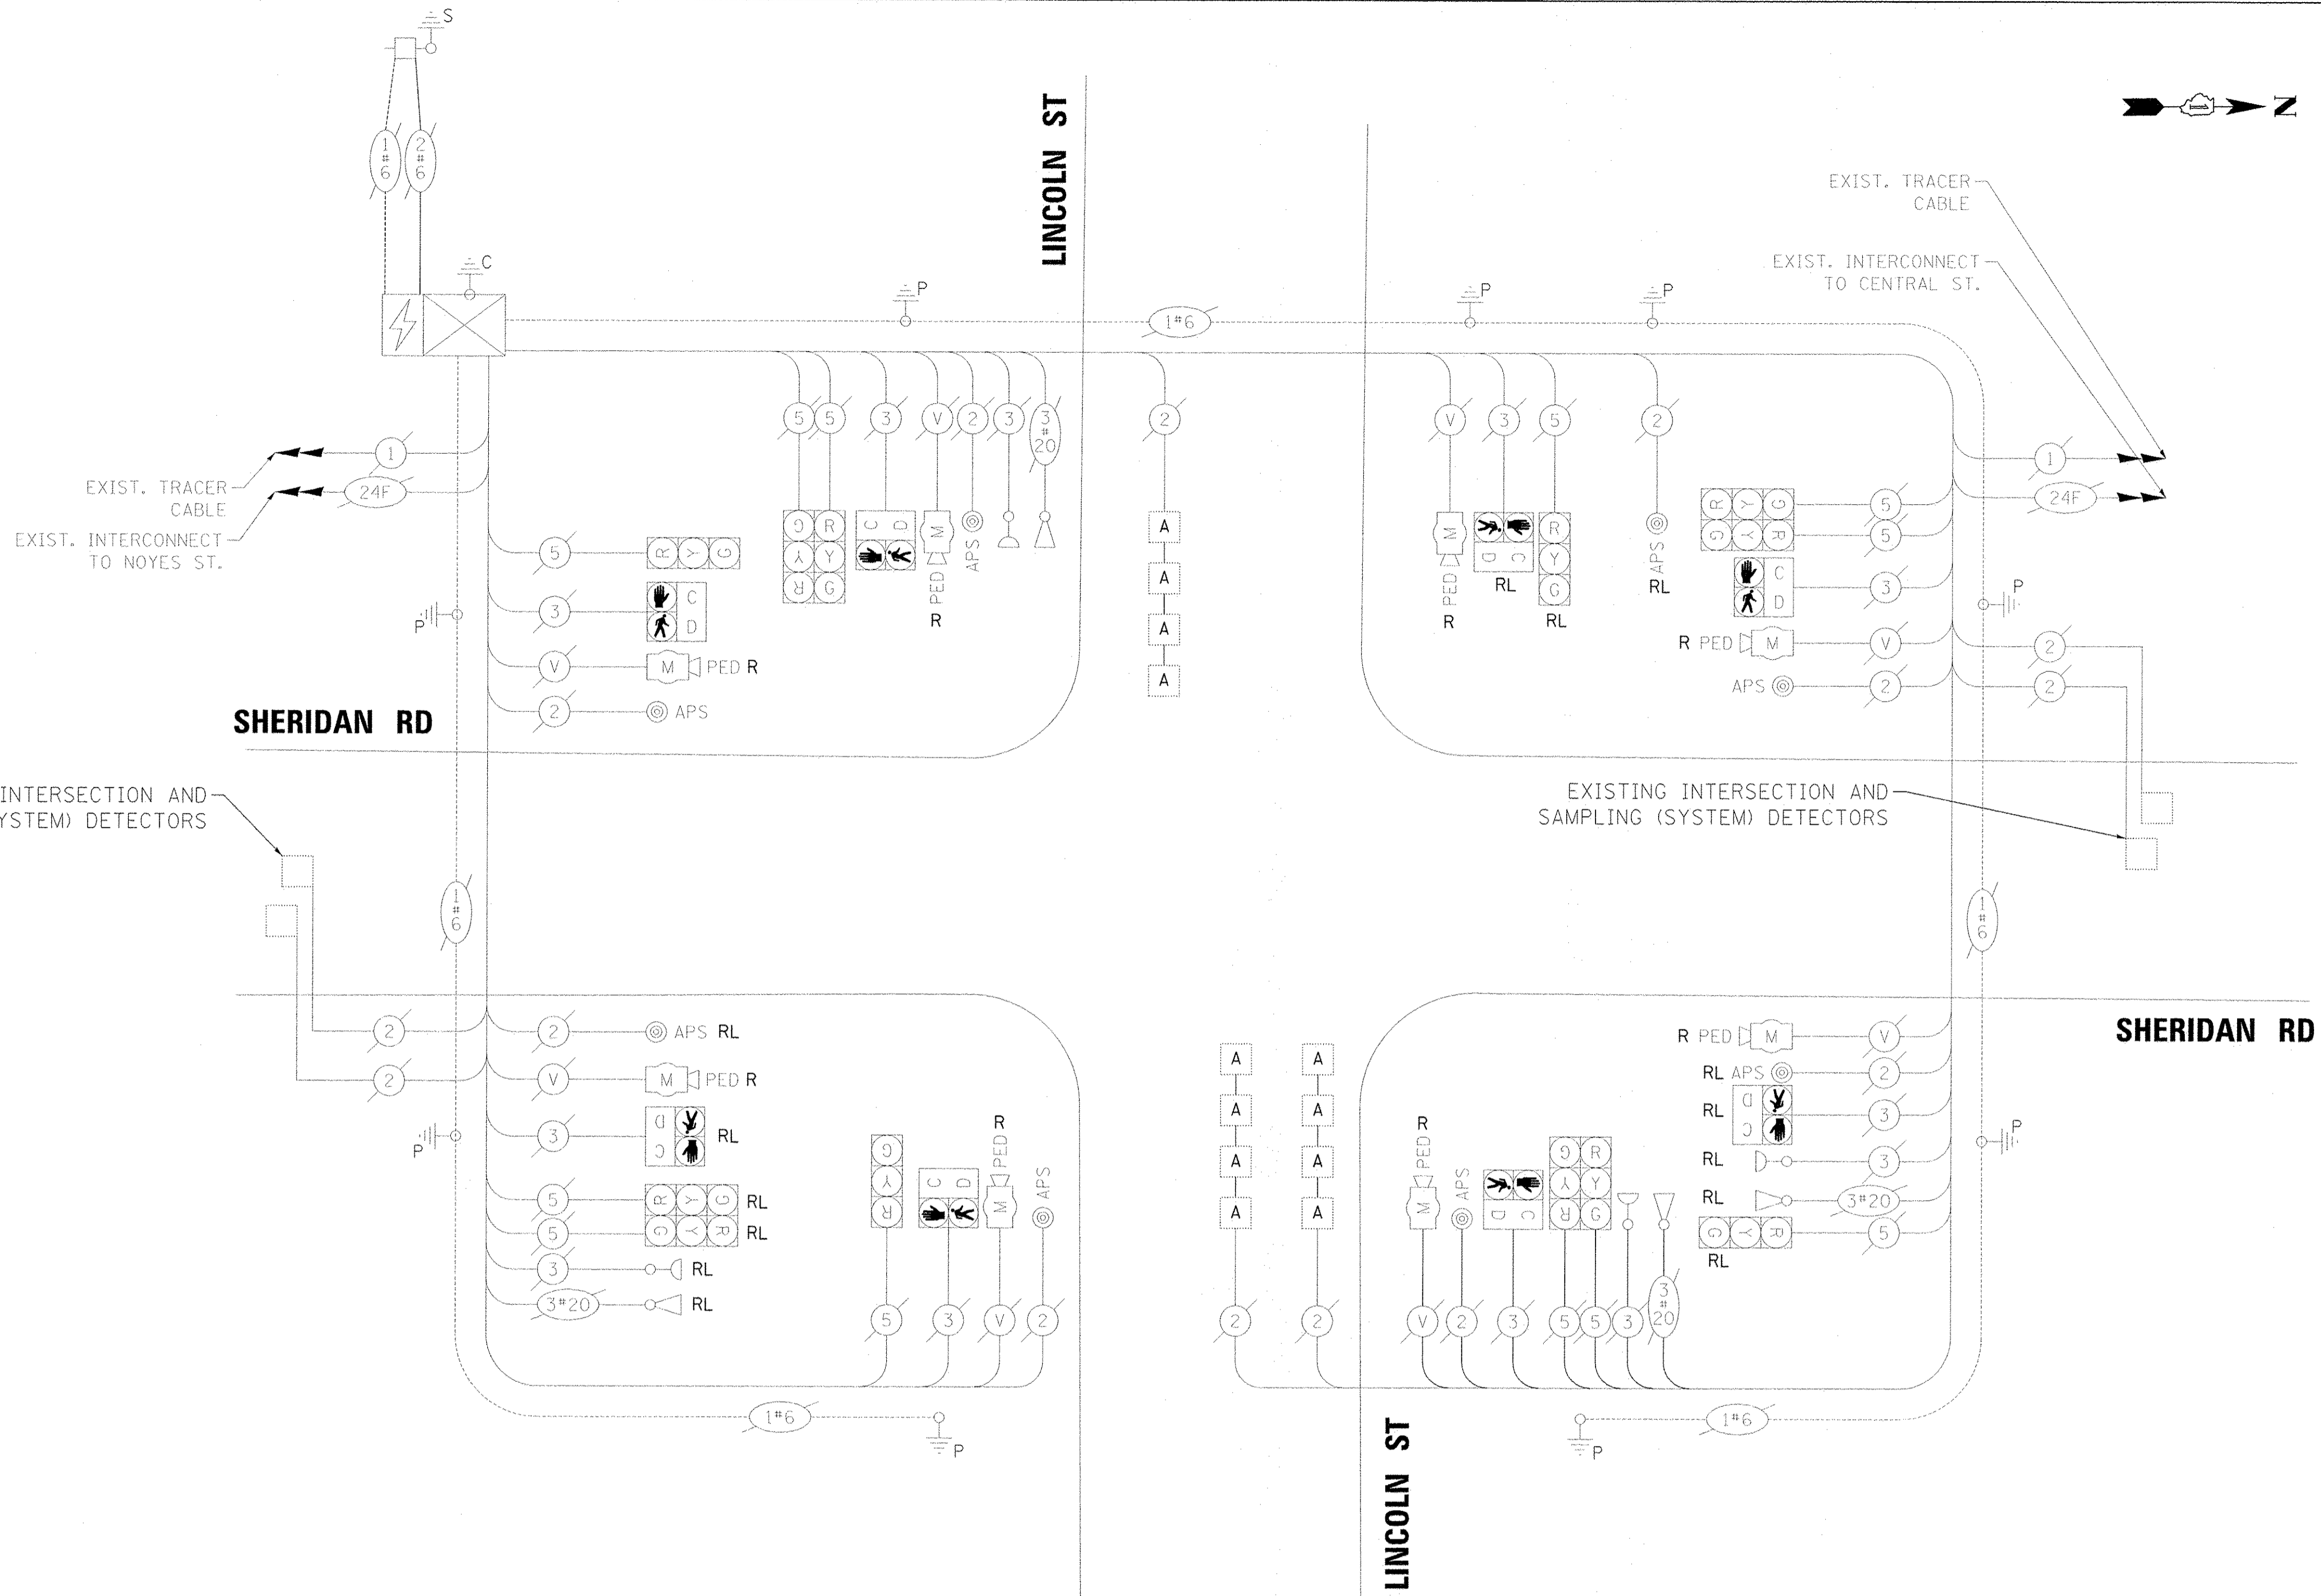 S
1 # 6
2 # 6
LINCOLN ST
N
EXIST. TRACER
CABLE
EXIST. INTERCONNECT
TO CENTRAL ST.
C
P
1#6
P
P
5
5
3
V
2
3
3 # 20
2
V
3
5
2
1
24F
EXIST. TRACER
CABLE
EXIST. INTERCONNECT
TO NOYES ST.
1
24F
5
R Y G
3
C
D
V
M PED R
2
APS
P
G Y R
R Y G
C D
M PED
R
APS
A
A
A
A
M PED
R
D C
RL
R Y G
RL
APS
RL
R Y G
G Y R
5
5
C
D
3
R PED M
V
APS
2
P
2
2
SHERIDAN RD
INTERSECTION AND
YSTEM) DETECTORS
EXISTING INTERSECTION AND
SAMPLING (SYSTEM) DETECTORS
1 # 6
1 # 6
SHERIDAN RD
2
2
2
APS RL
V
M PED R
3
D
C
RL
P
5
R Y G
RL
5
G Y R
RL
3
RL
3#20
RL
G Y R
C D
R
PED M
APS
5
3
V
2
1#6
P
A
A
A
A
A
A
A
A
2
2
R
PED M
APS
D C
G Y R
R Y G
V
2
3
5
5
3
3 # 20
R PED M
V
RL APS
2
RL
D
C
3
P
RL
3
RL
3#20
G Y R
5
RL
1#6
P
LINCOLN ST